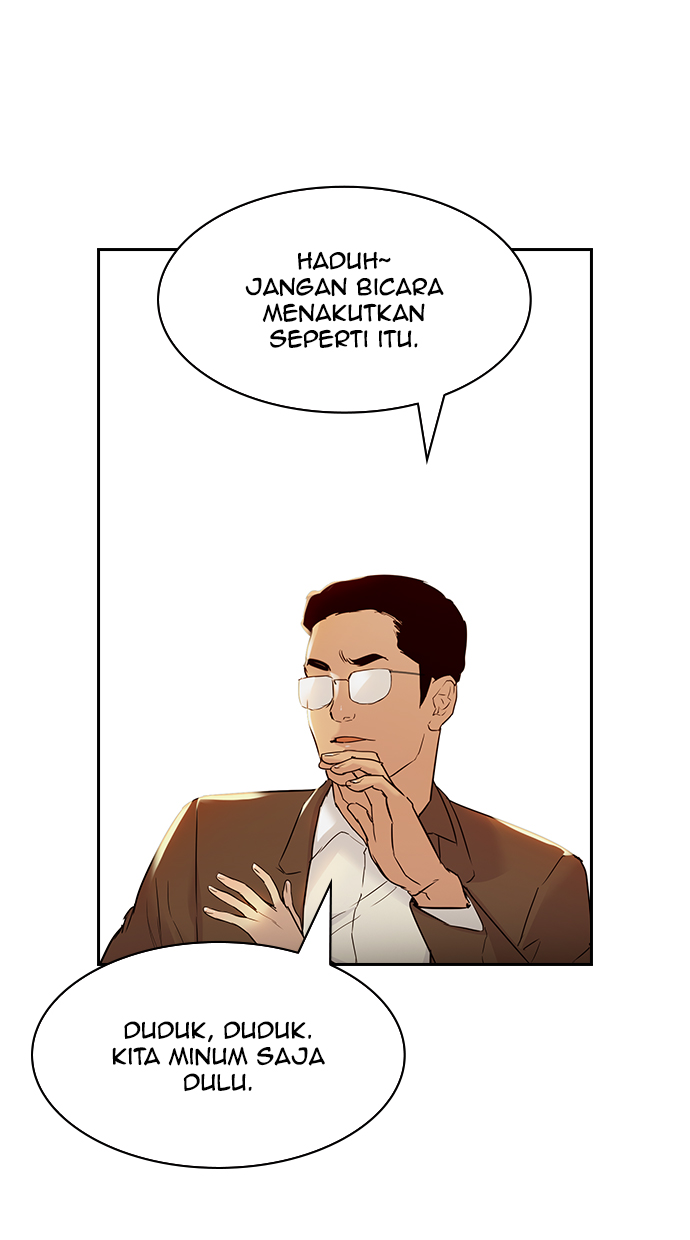 HADUH~
JANGAN BICARA
MENAKUTKAN
SEPERTI ITU.
DUDUK, DUDUK.
KITA MINUM SAJA
DULU.